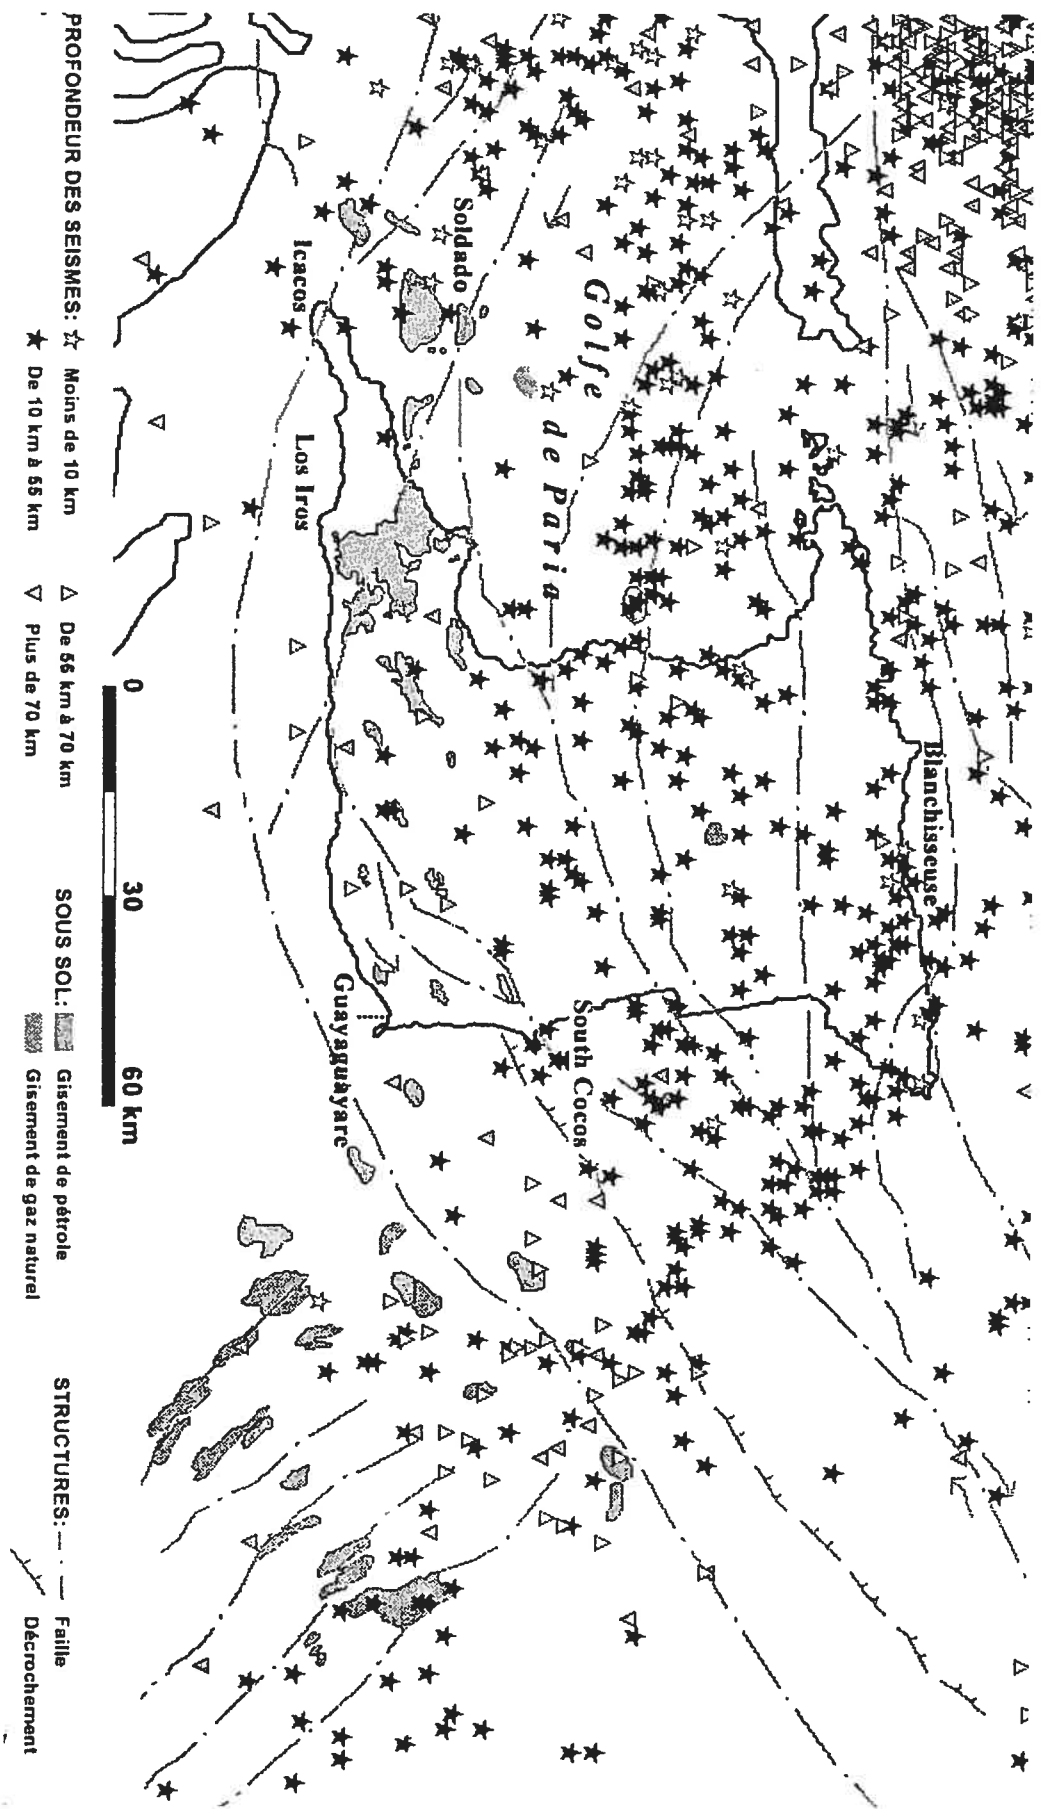 Blanchisseuse
Golfe
de Paria
Soldado
South Cocos
Icacos
Los Iros
Guayaguayare
0 30 60 km
PROFONDEUR DES SEISMES: ☆ Moins de 10 km △ De 56 km à 70 km
★ De 10 km à 55 km ▽ Plus de 70 km
SOUS SOL: Gisement de pétrole
Gisement de gaz naturel
STRUCTURES: — · — Faille
Décrochement